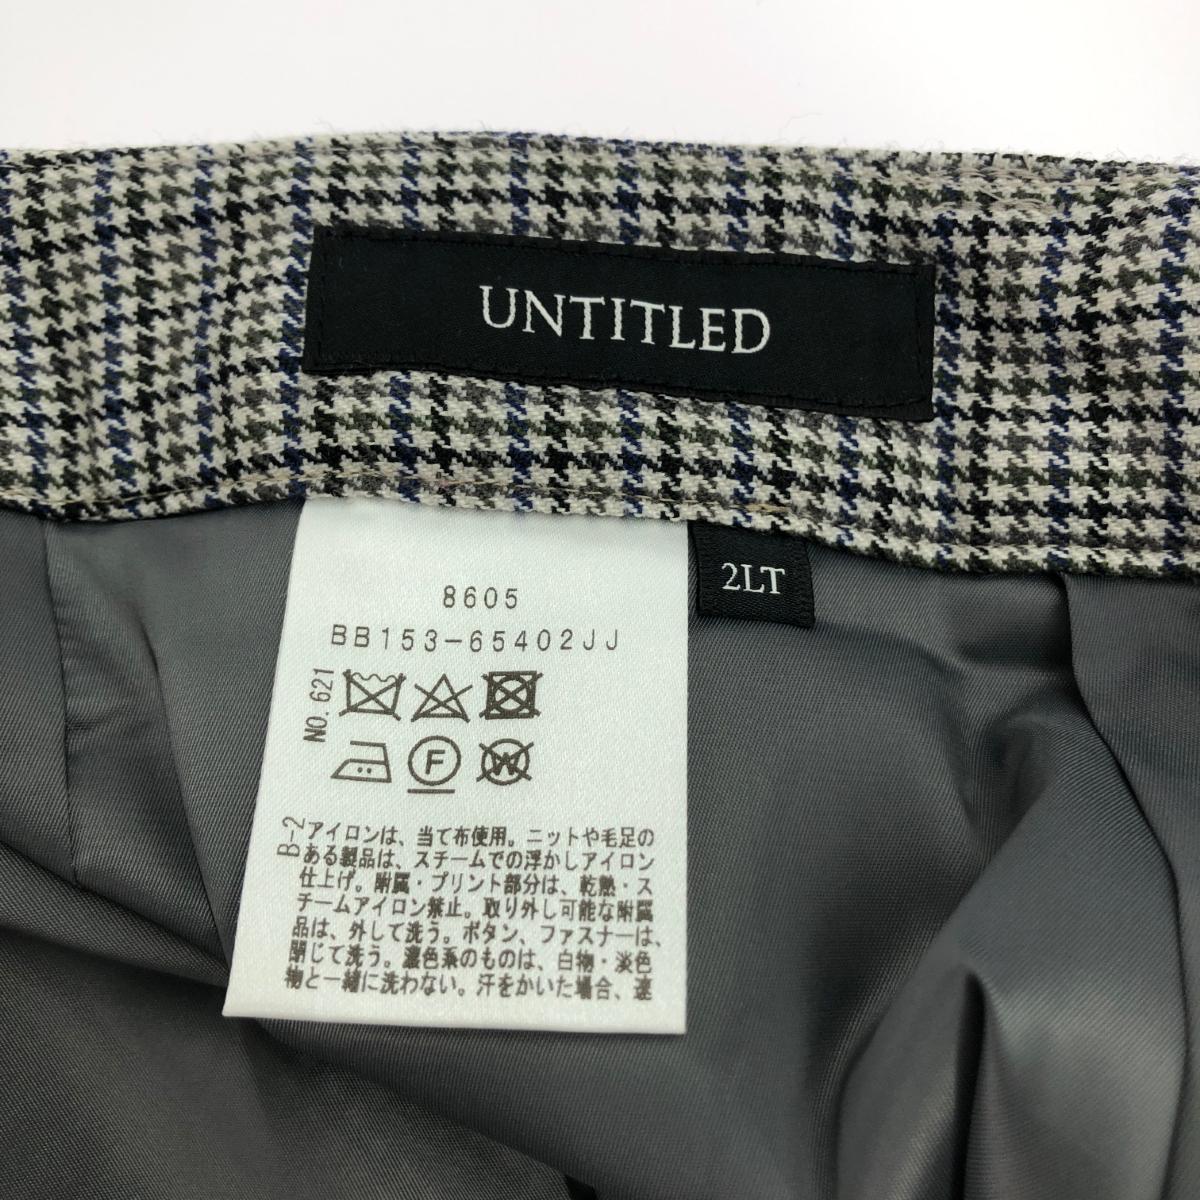 UNTITLED
2LT
8605
BB153-65402JJ
NO. 621
F
W
B-2
アイロンは、当て布使用。ニットや毛足の
ある製品は、スチームでの浮かしアイロン
仕上げ。附属・プリント部分は、乾熱・ス
チームアイロン禁止。取り外し可能な附属
品は、外して洗う。ボタン、ファスナーは、
閉じて洗う。濃色系のものは、白物・淡色
物と一緒に洗わない。汗をかいた場合、速